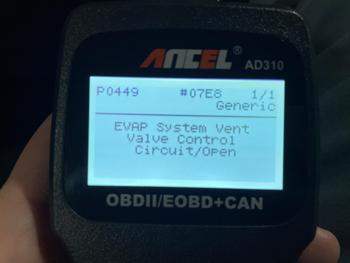 ANCEL®
AD310
P0449 #07E8 1/1
Generic
EVAP System Vent
Valve Control
Circuit/Open
OBDII/EOBD+CAN